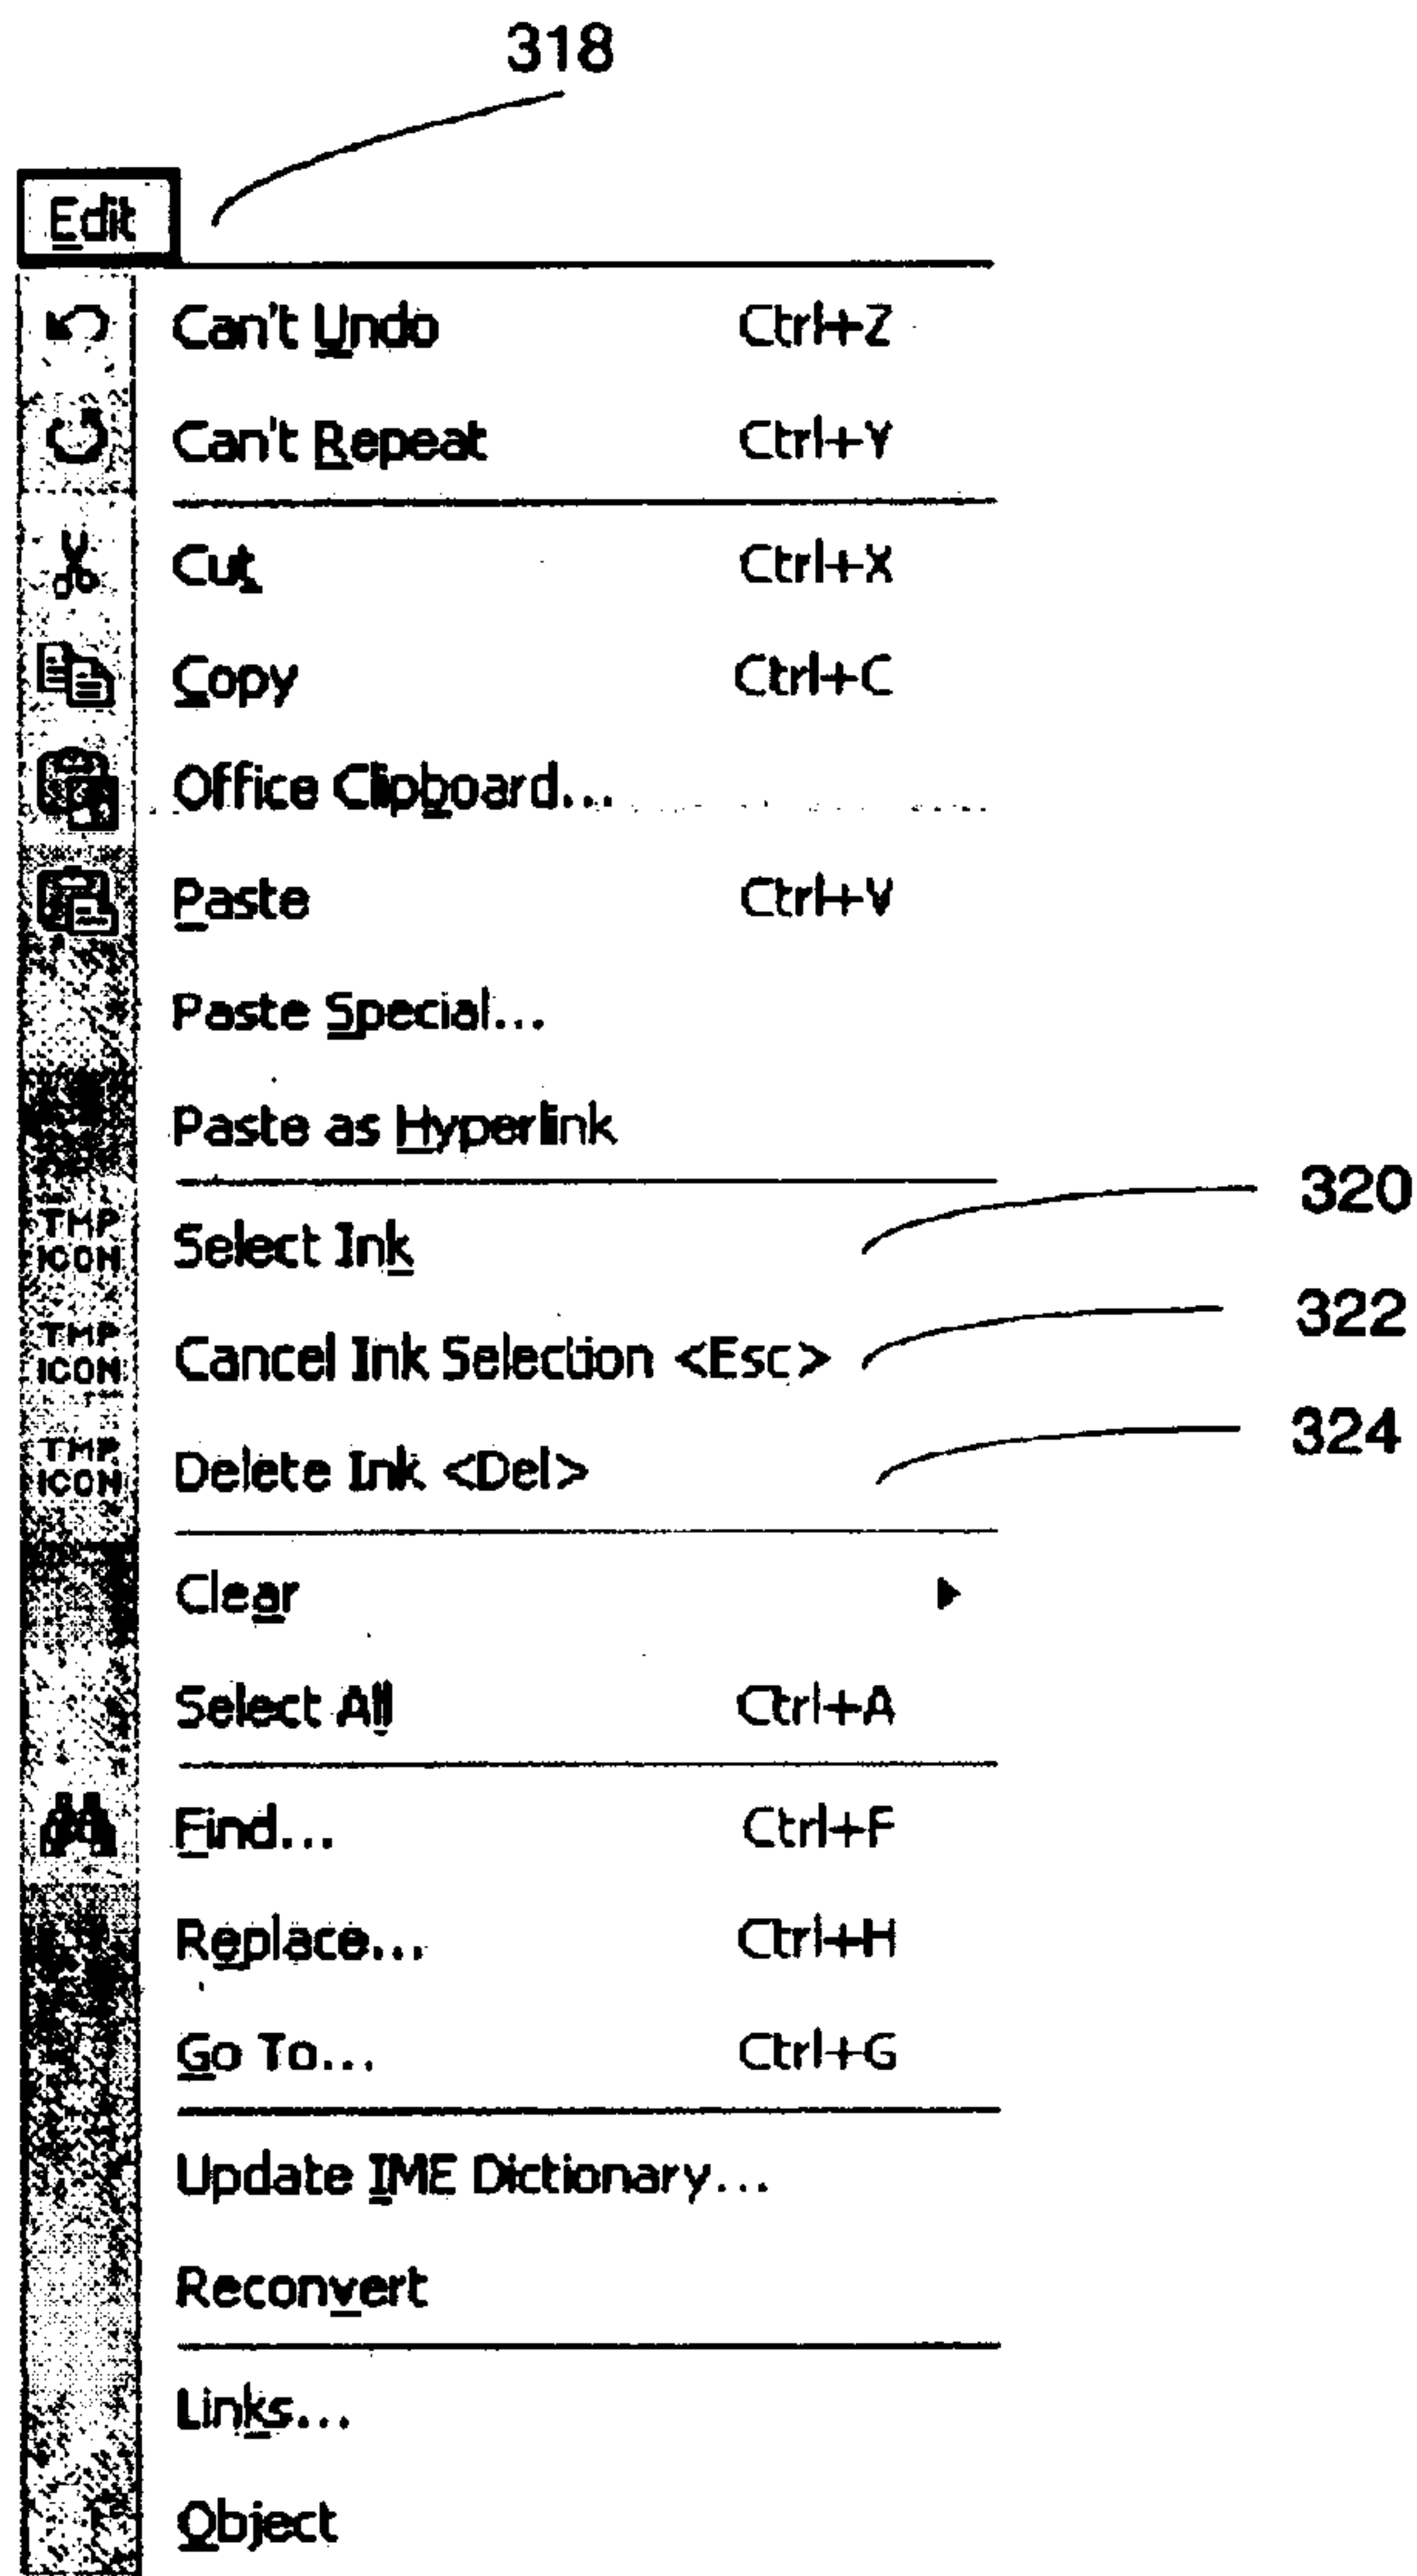 318
Edit
Can't Undo Ctrl+Z
Can't Repeat Ctrl+Y
Cut Ctrl+X
Copy Ctrl+C
Office Clipboard...
Paste Ctrl+V
Paste Special...
Paste as Hyperlink
320
TMP ICON Select Ink
322
TMP ICON Cancel Ink Selection <Esc>
324
TMP ICON Delete Ink <Del>
Clear
Select All Ctrl+A
Find... Ctrl+F
Replace... Ctrl+H
Go To... Ctrl+G
Update IME Dictionary...
Reconvert
Links...
Object